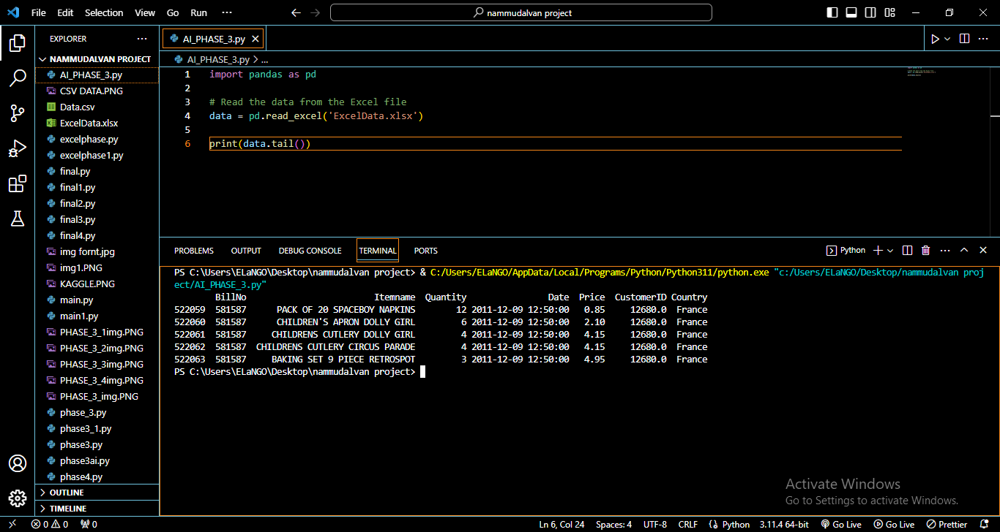 File Edit Selection View Go Run ··· nammudalvan project
EXPLORER ···
NAMMUDALVAN PROJECT
AI_PHASE_3.py
CSV DATA.PNG
Data.csv
ExcelData.xlsx
excelphase.py
excelphase1.py
final.py
final1.py
final2.py
final3.py
final4.py
img fornt.jpg
img1.PNG
KAGGLE.PNG
main.py
main1.py
PHASE_3_1img.PNG
PHASE_3_2img.PNG
PHASE_3_3img.PNG
PHASE_3_4img.PNG
PHASE_3_img.PNG
phase_3.py
phase3_1.py
phase3.py
phase3ai.py
phase4.py
OUTLINE
TIMELINE
AI_PHASE_3.py
AI_PHASE_3.py > ...
1 import pandas as pd
2
3 # Read the data from the Excel file
4 data = pd.read_excel('ExcelData.xlsx')
5
6 print(data.tail())
PROBLEMS OUTPUT DEBUG CONSOLE TERMINAL PORTS Python
PS C:\Users\ELaNGO\Desktop\nammudalvan project> & C:/Users/ELaNGO/AppData/Local/Programs/Python/Python311/python.exe "c:/Users/ELaNGO/Desktop/nammudalvan proj
ect/AI_PHASE_3.py"
BillNo Itemname Quantity Date Price CustomerID Country
522059 581587 PACK OF 20 SPACEBOY NAPKINS 12 2011-12-09 12:50:00 0.85 12680.0 France
522060 581587 CHILDREN'S APRON DOLLY GIRL 6 2011-12-09 12:50:00 2.10 12680.0 France
522061 581587 CHILDRENS CUTLERY DOLLY GIRL 4 2011-12-09 12:50:00 4.15 12680.0 France
522062 581587 CHILDRENS CUTLERY CIRCUS PARADE 4 2011-12-09 12:50:00 4.15 12680.0 France
522063 581587 BAKING SET 9 PIECE RETROSPOT 3 2011-12-09 12:50:00 4.95 12680.0 France
PS C:\Users\ELaNGO\Desktop\nammudalvan project>
Activate Windows
Go to Settings to activate Windows.
0 0 0 Ln 6, Col 24 Spaces: 4 UTF-8 CRLF Python 3.11.4 64-bit Go Live Go Live Prettier